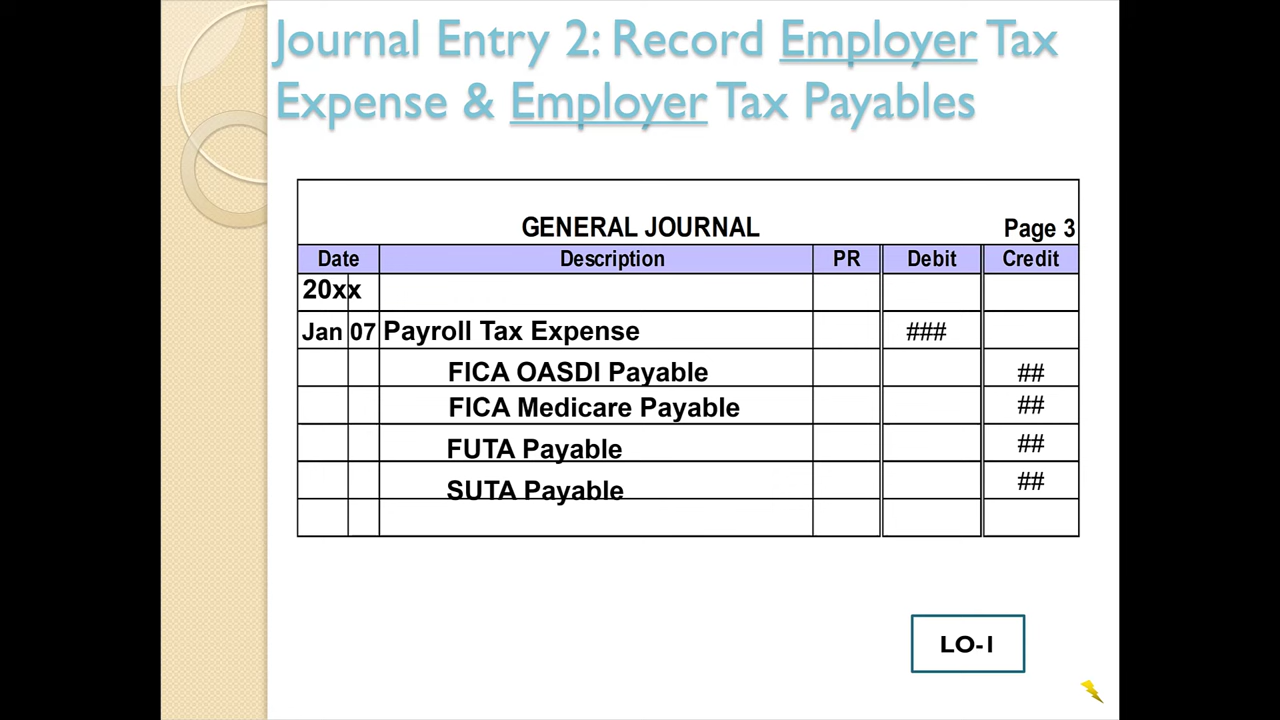 Journal Entry 2: Record Employer Tax
Expense & Employer Tax Payables
GENERAL JOURNAL Page 3
Date Description PR Debit Credit
20xx
Jan 07 Payroll Tax Expense ###
FICA OASDI Payable ##
FICA Medicare Payable ##
FUTA Payable ##
SUTA Payable ##
LO-1